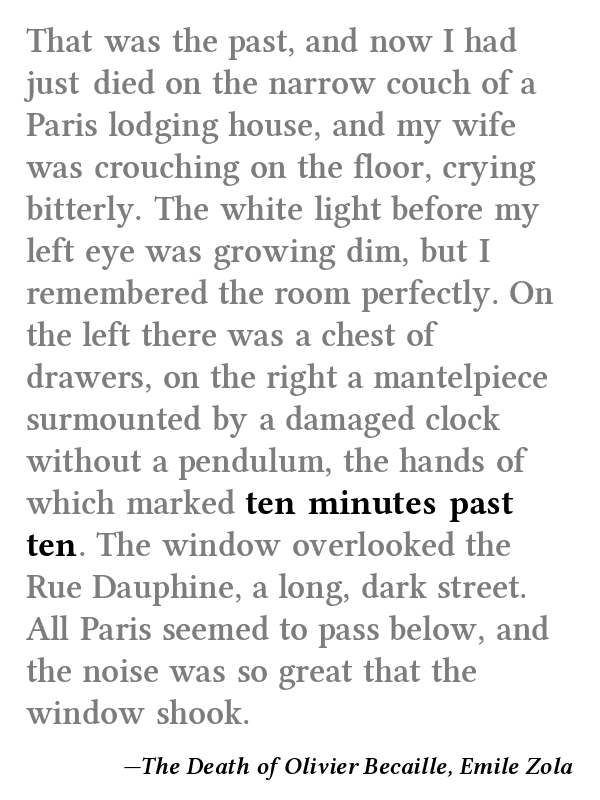 That was the past, and now I had
just died on the narrow couch of a
Paris lodging house, and my wife
was crouching on the floor, crying
bitterly. The white light before my
left eye was growing dim, but I
remembered the room perfectly. On
the left there was a chest of
drawers, on the right a mantelpiece
surmounted by a damaged clock
without a pendulum, the hands of
which marked ten minutes past
ten. The window overlooked the
Rue Dauphine, a long, dark street.
All Paris seemed to pass below, and
the noise was so great that the
window shook.
—The Death of Olivier Becaille, Emile Zola